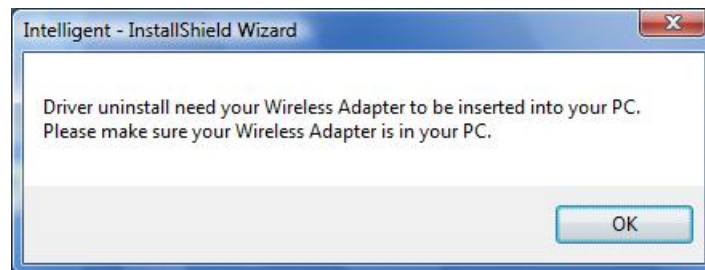 Intelligent - InstallShield Wizard
Driver uninstall need your Wireless Adapter to be inserted into your PC.
Please make sure your Wireless Adapter is in your PC.
OK